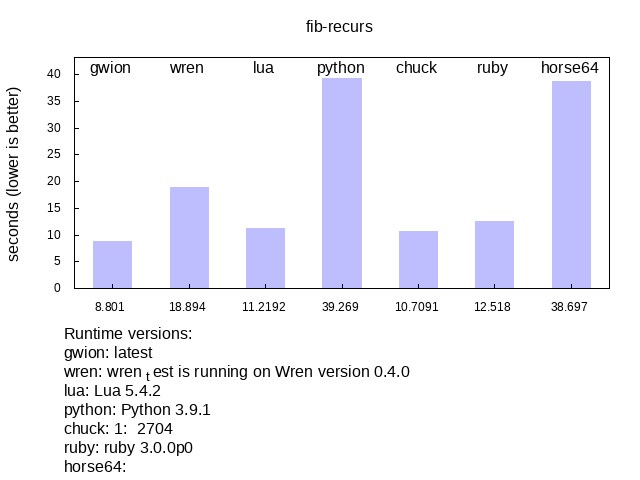 fib-recurs
gwion wren lua python chuck ruby horse64
40
35
30
25
20
15
10
5
0
seconds (lower is better)
8.801 18.894 11.2192 39.269 10.7091 12.518 38.697
Runtime versions:
gwion: latest
wren: wren test is running on Wren version 0.4.0
lua: Lua 5.4.2
python: Python 3.9.1
chuck: 1: 2704
ruby: ruby 3.0.0p0
horse64: